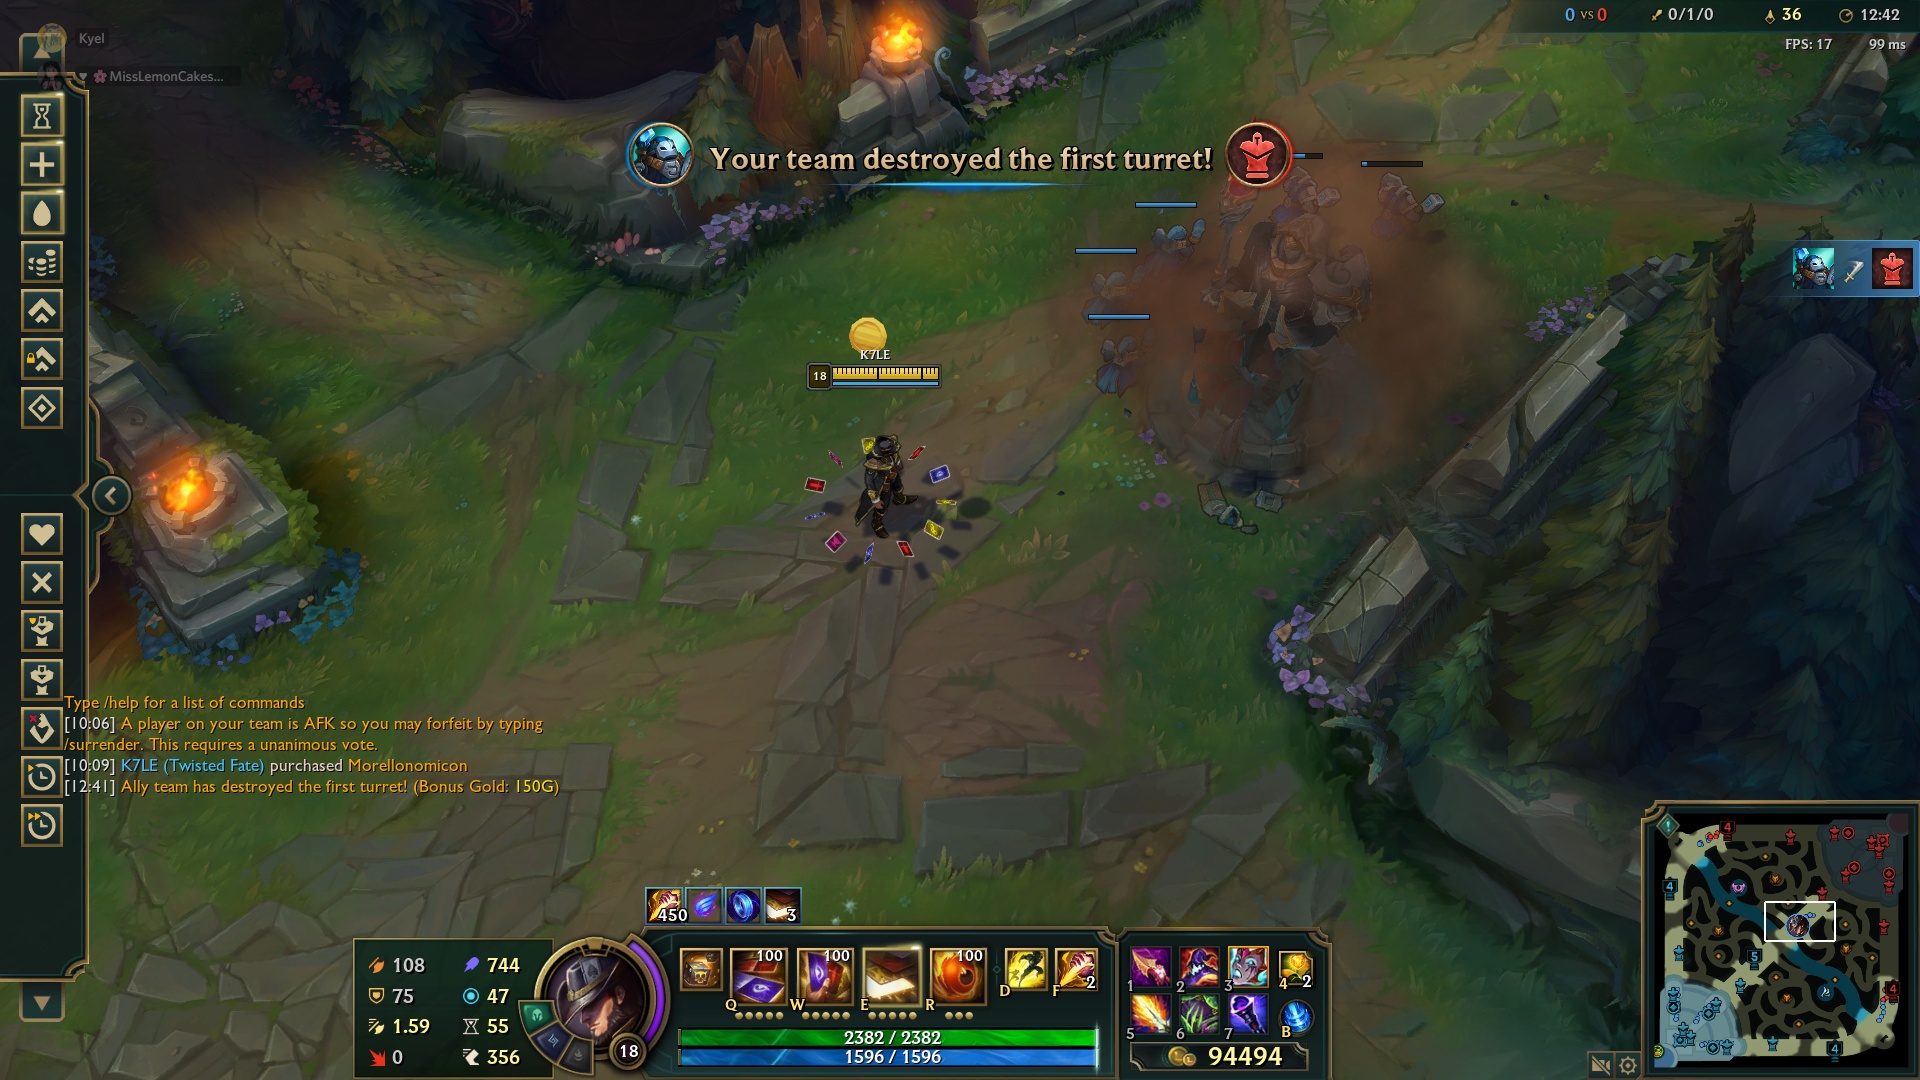 Kyel
MissLemonCakes...
0 vs 0
0/1/0
36
12:42
FPS: 17
99 ms
Your team destroyed the first turret!
K7LE
18
Type /help for a list of commands
[10:06] A player on your team is AFK so you may forfeit by typing
/surrender. This requires a unanimous vote.
[10:09] K7LE (Twisted Fate) purchased Morellonomicon
[12:41] Ally team has destroyed the first turret! (Bonus Gold: 150G)
450
3
108
744
75
47
1.59
55
0
356
18
100
100
100
2
Q
W
E
R
D
F
2382 / 2382
1596 / 1596
1
2
3
4
2
5
6
7
B
94494
4
4
5
4
4